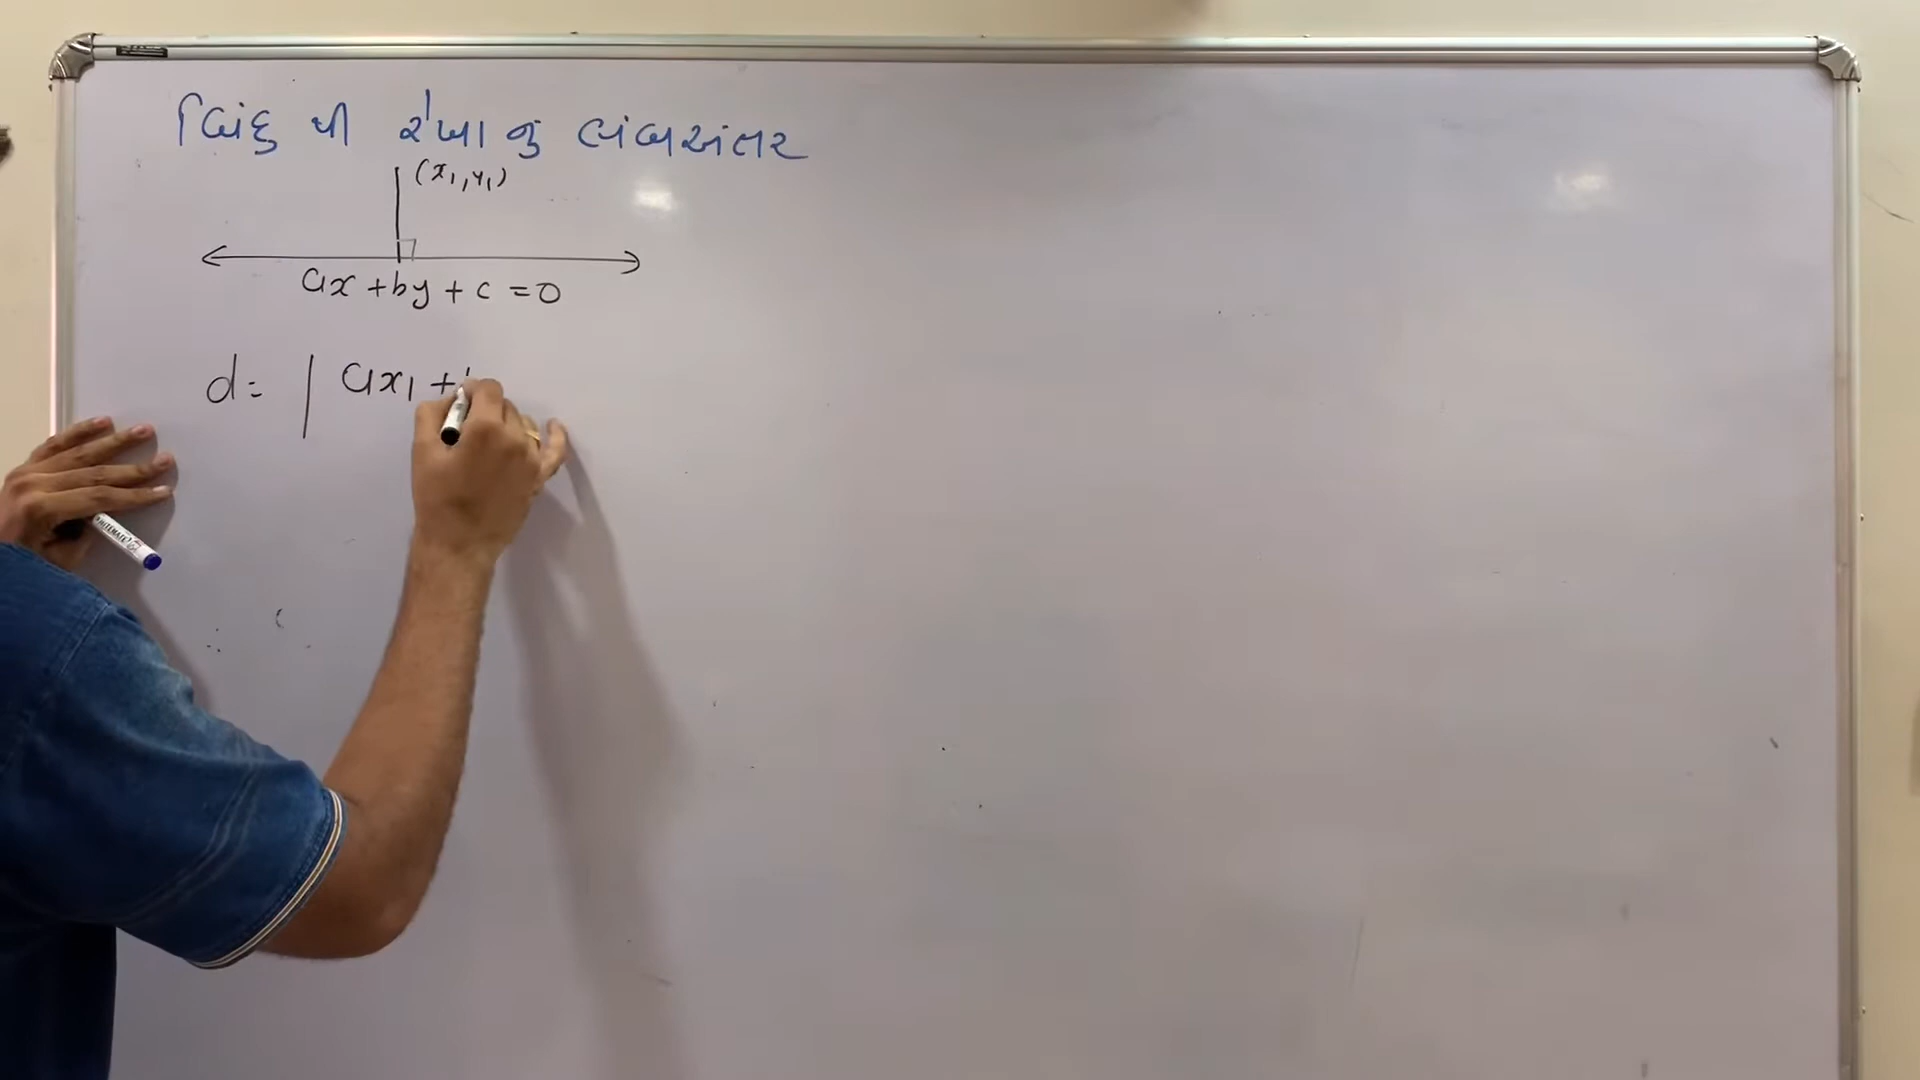 બિંદુ થી રેખા નું લંબઅંતર
(x₁,y₁)
ax +by + c = 0
d = | ax₁ +